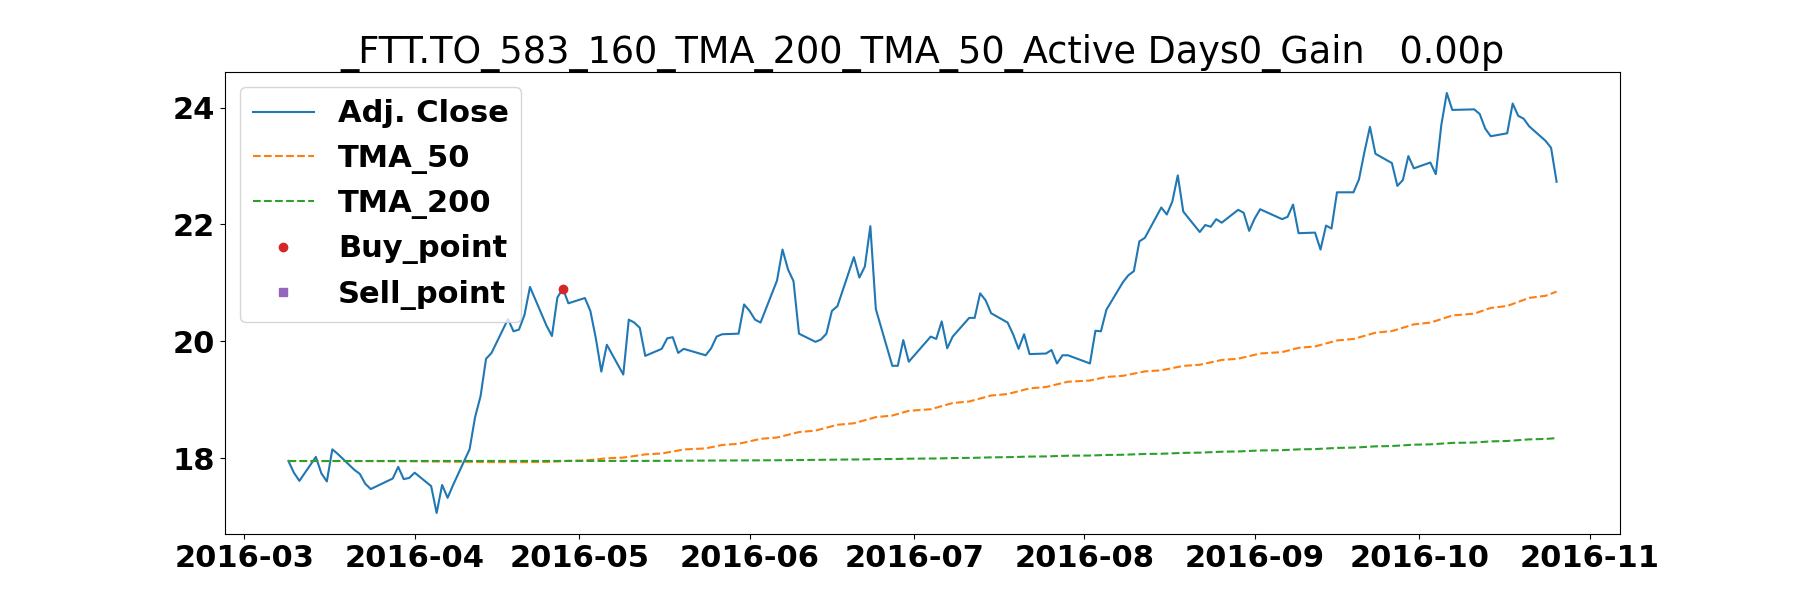 _FTT.TO_583_160_TMA_200_TMA_50_Active Days0_Gain   0.00p
24
22
20
18
Adj. Close
TMA_50
TMA_200
Buy_point
Sell_point
2016-03 2016-04 2016-05 2016-06 2016-07 2016-08 2016-09 2016-10 2016-11